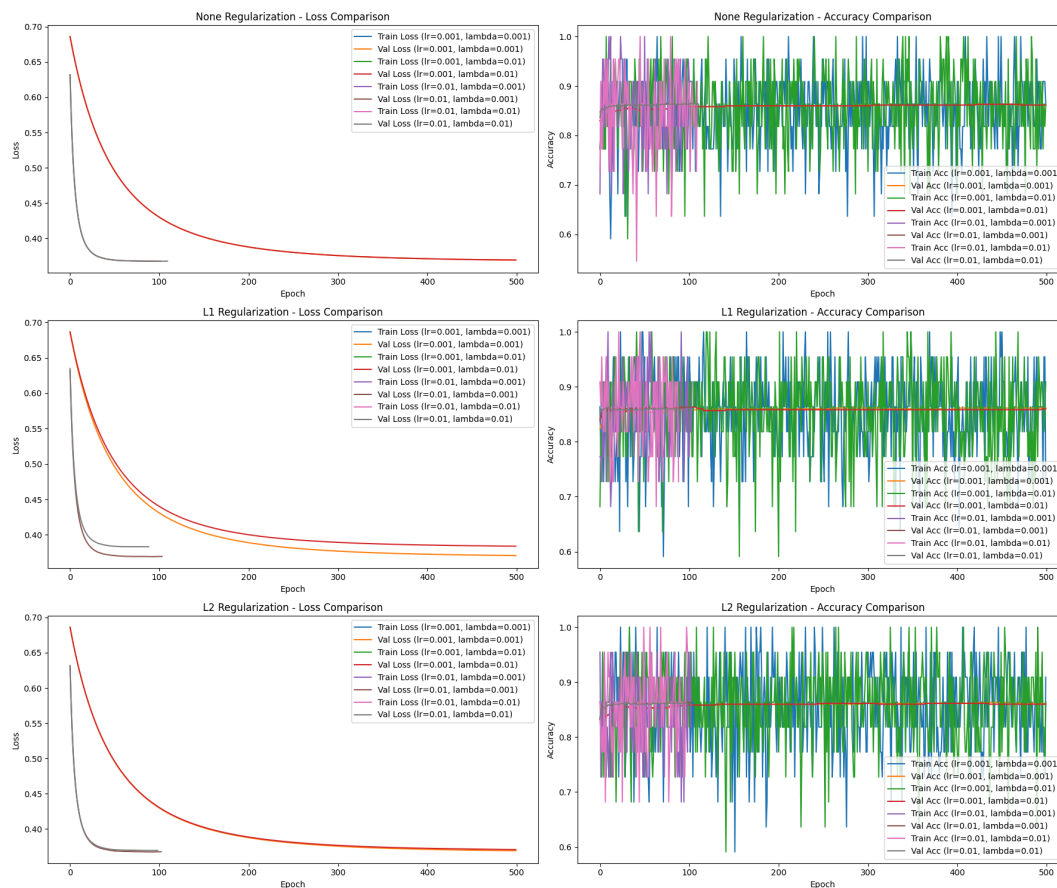 None Regularization - Loss Comparison
0.70
0.65
0.60
0.55
0.50
0.45
0.40
Loss
Train Loss (lr=0.001, lambda=0.001)
Val Loss (lr=0.001, lambda=0.001)
Train Loss (lr=0.001, lambda=0.01)
Val Loss (lr=0.001, lambda=0.01)
Train Loss (lr=0.01, lambda=0.001)
Val Loss (lr=0.01, lambda=0.001)
Train Loss (lr=0.01, lambda=0.01)
Val Loss (lr=0.01, lambda=0.01)
0 100 200 300 400 500
Epoch
None Regularization - Accuracy Comparison
1.0
0.9
0.8
0.7
0.6
Accuracy
Train Acc (lr=0.001, lambda=0.001)
Val Acc (lr=0.001, lambda=0.001)
Train Acc (lr=0.001, lambda=0.01)
Val Acc (lr=0.001, lambda=0.01)
Train Acc (lr=0.01, lambda=0.001)
Val Acc (lr=0.01, lambda=0.001)
Train Acc (lr=0.01, lambda=0.01)
Val Acc (lr=0.01, lambda=0.01)
0 100 200 300 400 500
Epoch
L1 Regularization - Loss Comparison
0.70
0.65
0.60
0.55
0.50
0.45
0.40
Loss
Train Loss (lr=0.001, lambda=0.001)
Val Loss (lr=0.001, lambda=0.001)
Train Loss (lr=0.001, lambda=0.01)
Val Loss (lr=0.001, lambda=0.01)
Train Loss (lr=0.01, lambda=0.001)
Val Loss (lr=0.01, lambda=0.001)
Train Loss (lr=0.01, lambda=0.01)
Val Loss (lr=0.01, lambda=0.01)
0 100 200 300 400 500
Epoch
L1 Regularization - Accuracy Comparison
1.0
0.9
0.8
0.7
0.6
Accuracy
Train Acc (lr=0.001, lambda=0.001)
Val Acc (lr=0.001, lambda=0.001)
Train Acc (lr=0.001, lambda=0.01)
Val Acc (lr=0.001, lambda=0.01)
Train Acc (lr=0.01, lambda=0.001)
Val Acc (lr=0.01, lambda=0.001)
Train Acc (lr=0.01, lambda=0.01)
Val Acc (lr=0.01, lambda=0.01)
0 100 200 300 400 500
Epoch
L2 Regularization - Loss Comparison
0.70
0.65
0.60
0.55
0.50
0.45
0.40
Loss
Train Loss (lr=0.001, lambda=0.001)
Val Loss (lr=0.001, lambda=0.001)
Train Loss (lr=0.001, lambda=0.01)
Val Loss (lr=0.001, lambda=0.01)
Train Loss (lr=0.01, lambda=0.001)
Val Loss (lr=0.01, lambda=0.001)
Train Loss (lr=0.01, lambda=0.01)
Val Loss (lr=0.01, lambda=0.01)
0 100 200 300 400 500
Epoch
L2 Regularization - Accuracy Comparison
1.0
0.9
0.8
0.7
0.6
Accuracy
Train Acc (lr=0.001, lambda=0.001)
Val Acc (lr=0.001, lambda=0.001)
Train Acc (lr=0.001, lambda=0.01)
Val Acc (lr=0.001, lambda=0.01)
Train Acc (lr=0.01, lambda=0.001)
Val Acc (lr=0.01, lambda=0.001)
Train Acc (lr=0.01, lambda=0.01)
Val Acc (lr=0.01, lambda=0.01)
0 100 200 300 400 500
Epoch